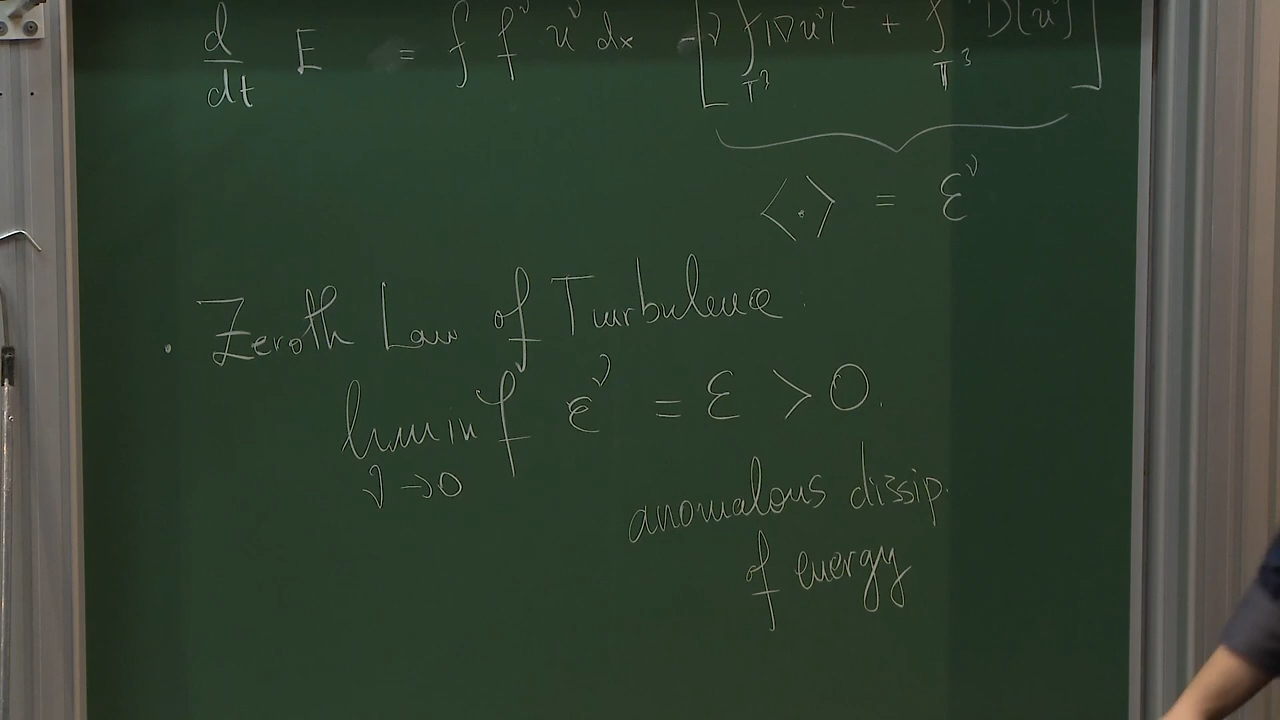 d/dt E = ∫ f^ν u^ν dx - [ν ∫_{T^3} |∇u^ν|^2 + ∫_{T^3} D(u^ν)]
⟨·⟩ = ε^ν
· Zeroth Law of Turbulence
lim inf_{ν→0} ε^ν = ε > 0.
anomalous dissip.
of energy